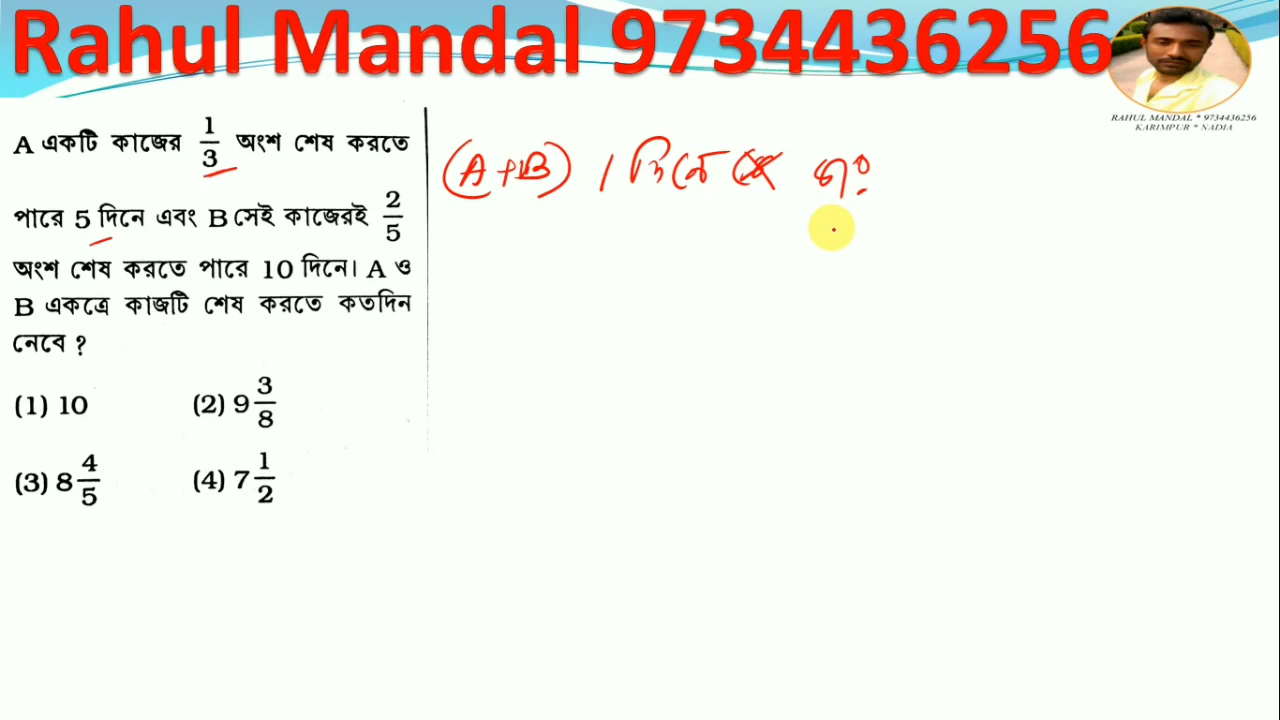 Rahul Mandal 9734436256
RAHUL MANDAL * 9734436256
KARIMPUR * NADIA
A একটি কাজের 1/3 অংশ শেষ করতে
পারে 5 দিনে এবং B সেই কাজেরই 2/5
অংশ শেষ করতে পারে 10 দিনে। A ও
B একত্রে কাজটি শেষ করতে কতদিন
নেবে ?
(1) 10 (2) 9 3/8
(3) 8 4/5 (4) 7 1/2
(A+B) 1 দিনে